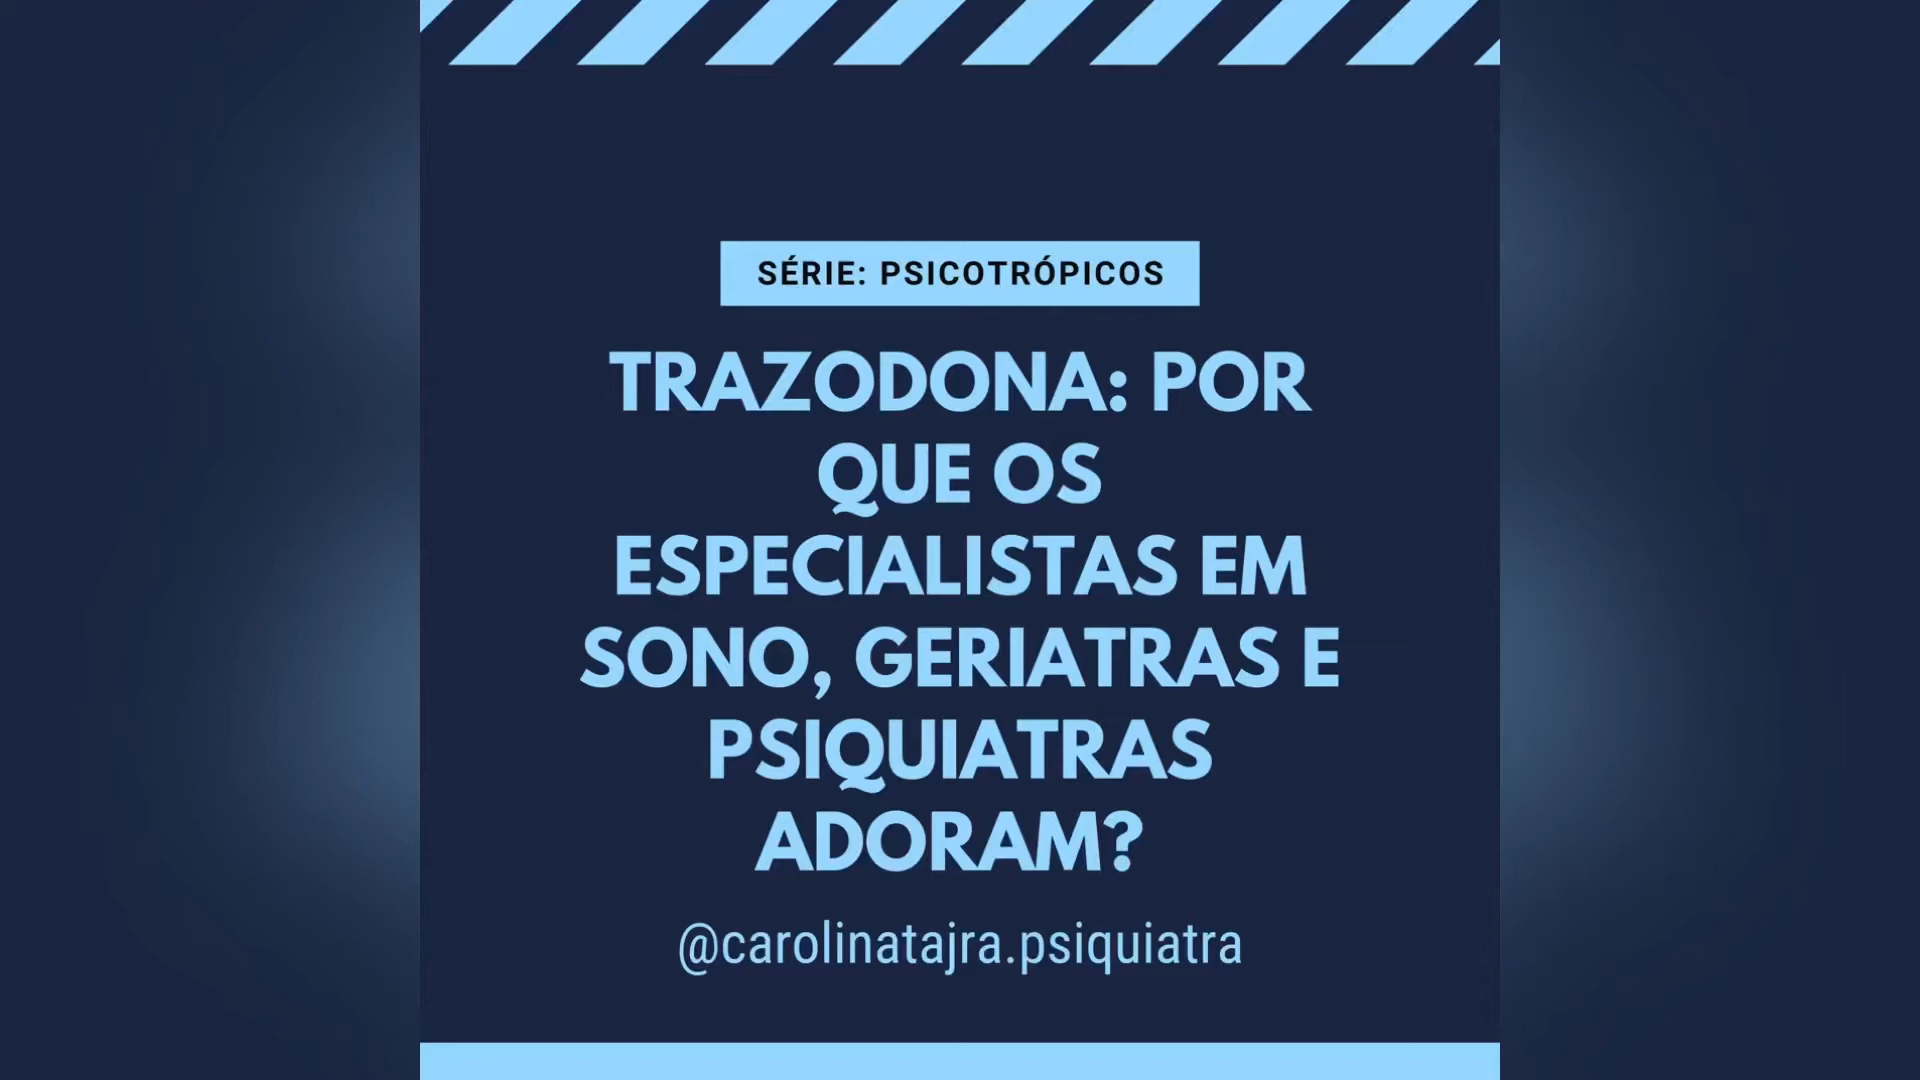 SÉRIE: PSICOTRÓPICOS
TRAZODONA: POR
QUE OS
ESPECIALISTAS EM
SONO, GERIATRAS E
PSIQUIATRAS
ADORAM?
@carolinatajra.psiquiatra